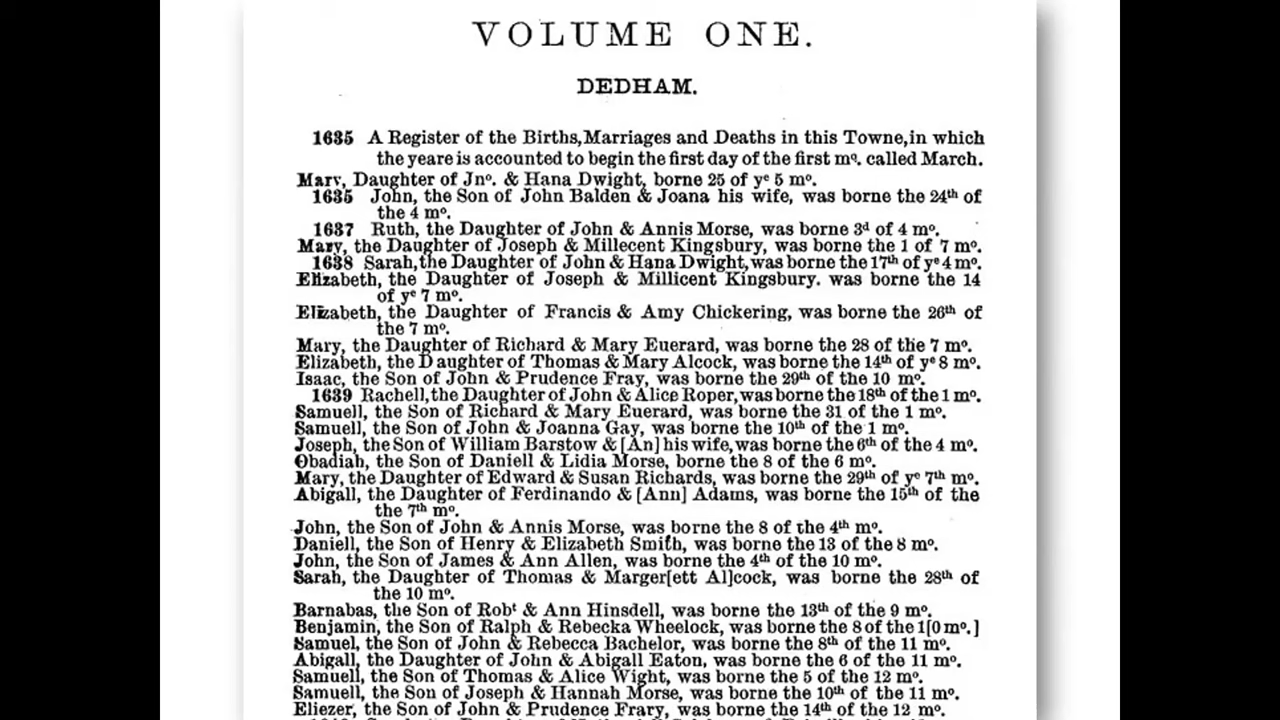 VOLUME ONE.
DEDHAM.
1635 A Register of the Births, Marriages and Deaths in this Towne, in which
the yeare is accounted to begin the first day of the first mo. called March.
Mary, Daughter of Jno. & Hana Dwight, borne 25 of ye 5 mo.
1635 John, the Son of John Balden & Joana his wife, was borne the 24th of
the 4 mo.
1637 Ruth, the Daughter of John & Annis Morse, was borne 3d of 4 mo.
Mary, the Daughter of Joseph & Millecent Kingsbury, was borne the 1 of 7 mo.
1638 Sarah, the Daughter of John & Hana Dwight, was borne the 17th of ye 4 mo.
Elizabeth, the Daughter of Joseph & Millicent Kingsbury. was borne the 14
of ye 7 mo.
Elizabeth, the Daughter of Francis & Amy Chickering, was borne the 26th of
the 7 mo.
Mary, the Daughter of Richard & Mary Euerard, was borne the 28 of the 7 mo.
Elizabeth, the Daughter of Thomas & Mary Alcock, was borne the 14th of ye 8 mo.
Isaac, the Son of John & Prudence Fray, was borne the 29th of the 10 mo.
1639 Rachell, the Daughter of John & Alice Roper, was borne the 18th of the 1 mo.
Samuell, the Son of Richard & Mary Euerard, was borne the 31 of the 1 mo.
Samuell, the Son of John & Joanna Gay, was borne the 10th of the 1 mo.
Joseph, the Son of William Barstow & [An] his wife, was borne the 6th of the 4 mo.
Obadiah, the Son of Daniell & Lidia Morse, borne the 8 of the 6 mo.
Mary, the Daughter of Edward & Susan Richards, was borne the 29th of ye 7th mo.
Abigall, the Daughter of Ferdinando & [Ann] Adams, was borne the 15th of the
the 7th mo.
John, the Son of John & Annis Morse, was borne the 8 of the 4th mo.
Daniell, the Son of Henry & Elizabeth Smith, was borne the 13 of the 8 mo.
John, the Son of James & Ann Allen, was borne the 4th of the 10 mo.
Sarah, the Daughter of Thomas & Marger[ett Al]cock, was borne the 28th of
the 10 mo.
Barnabas, the Son of Robt & Ann Hinsdell, was borne the 13th of the 9 mo.
Benjamin, the Son of Ralph & Rebecka Wheelock, was borne the 8 of the 1[0 mo.]
Samuel, the Son of John & Rebecca Bachelor, was borne the 8th of the 11 mo.
Abigall, the Daughter of John & Abigall Eaton, was borne the 6 of the 11 mo.
Samuell, the Son of Thomas & Alice Wight, was borne the 5 of the 12 mo.
Samuell, the Son of Joseph & Hannah Morse, was borne the 10th of the 11 mo.
Eliezer, the Son of John & Prudence Frary, was borne the 14th of the 12 mo.